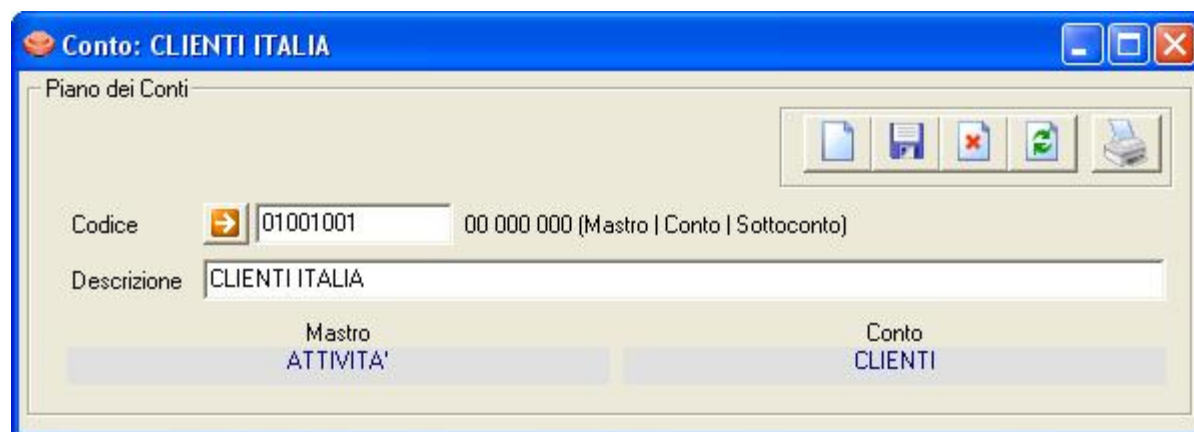 Conto: CLIENTI ITALIA
Piano dei Conti
Codice 01001001 00 000 000 (Mastro | Conto | Sottoconto)
Descrizione CLIENTI ITALIA
Mastro Conto
ATTIVITA' CLIENTI